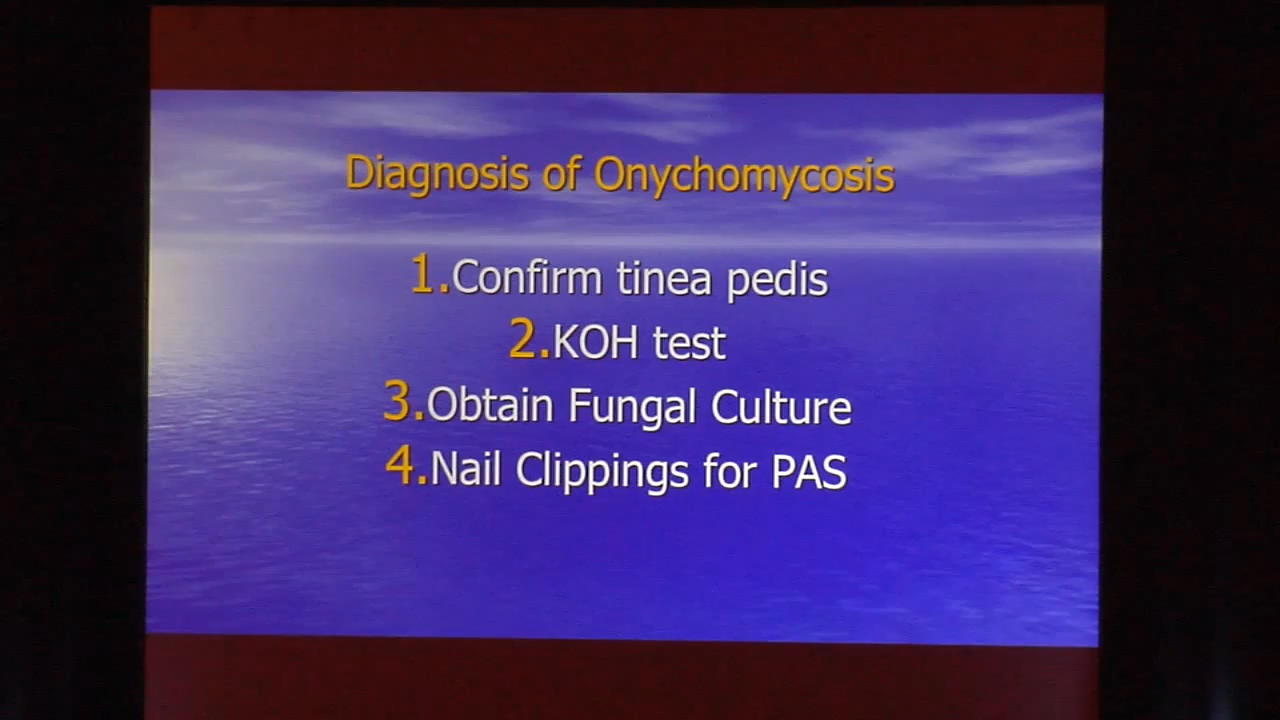 Diagnosis of Onychomycosis
1.Confirm tinea pedis
2.KOH test
3.Obtain Fungal Culture
4.Nail Clippings for PAS